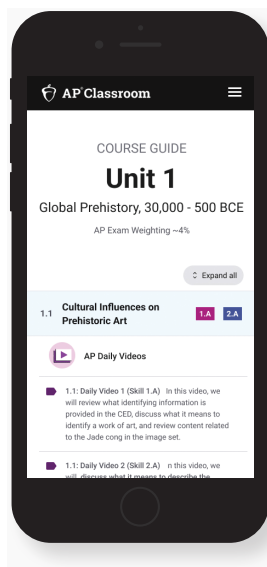 AP®Classroom
COURSE GUIDE
Unit 1
Global Prehistory, 30,000 - 500 BCE
AP Exam Weighting ~4%
Expand all
1.1 Cultural Influences on
Prehistoric Art
1.A 2.A
AP Daily Videos
1.1: Daily Video 1 (Skill 1.A) In this video, we
will review what identifying information is
provided in the CED, discuss what it means to
identify a work of art, and review content related
to the Jade cong in the image set.
1.1: Daily Video 2 (Skill 2.A) n this video, we
will discuss what it means to describe the